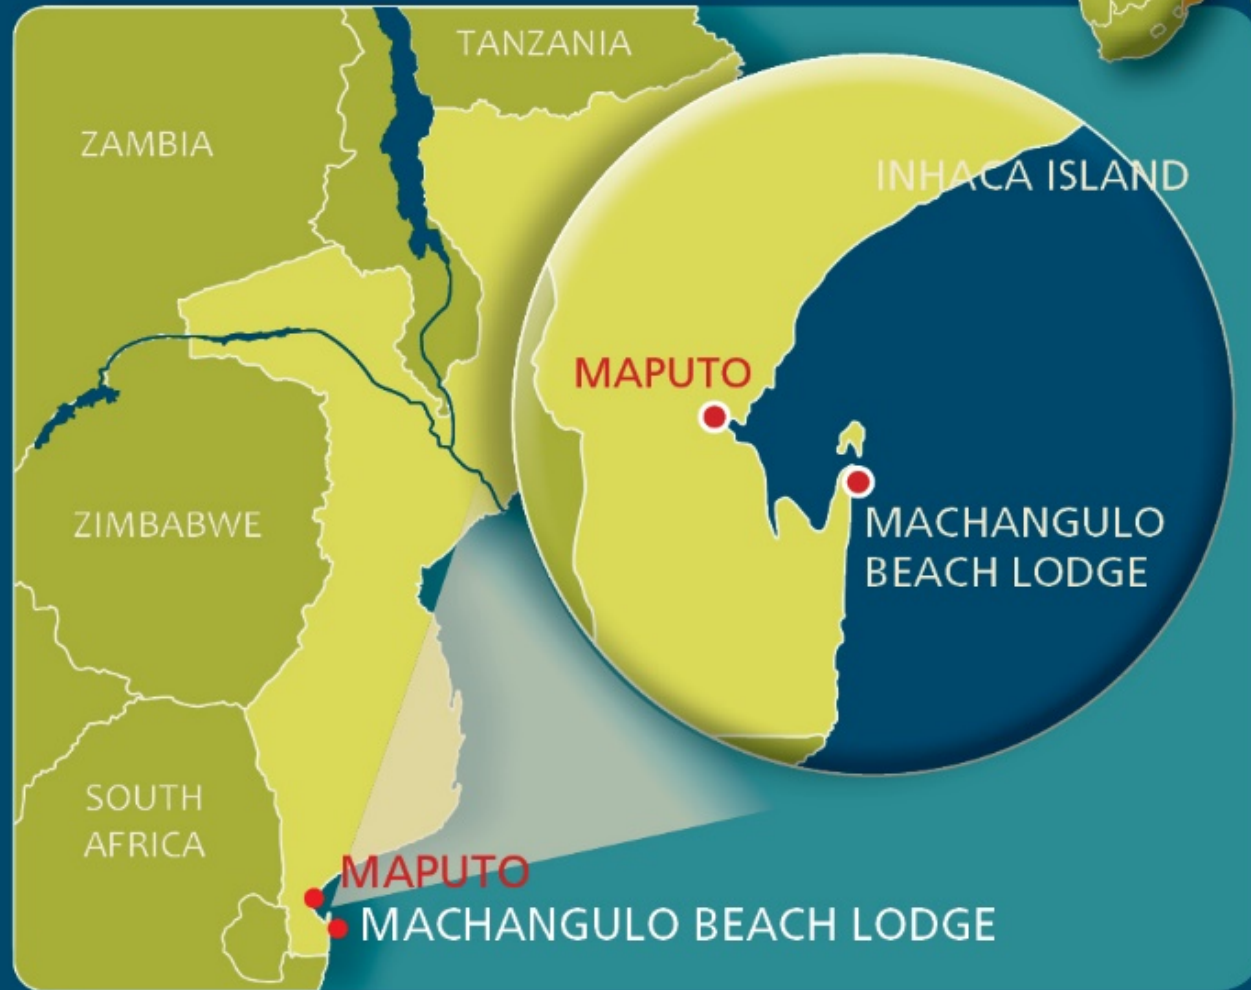 TANZANIA
ZAMBIA
INHACA ISLAND
MAPUTO
MACHANGULO
BEACH LODGE
ZIMBABWE
SOUTH
AFRICA
MAPUTO
MACHANGULO BEACH LODGE